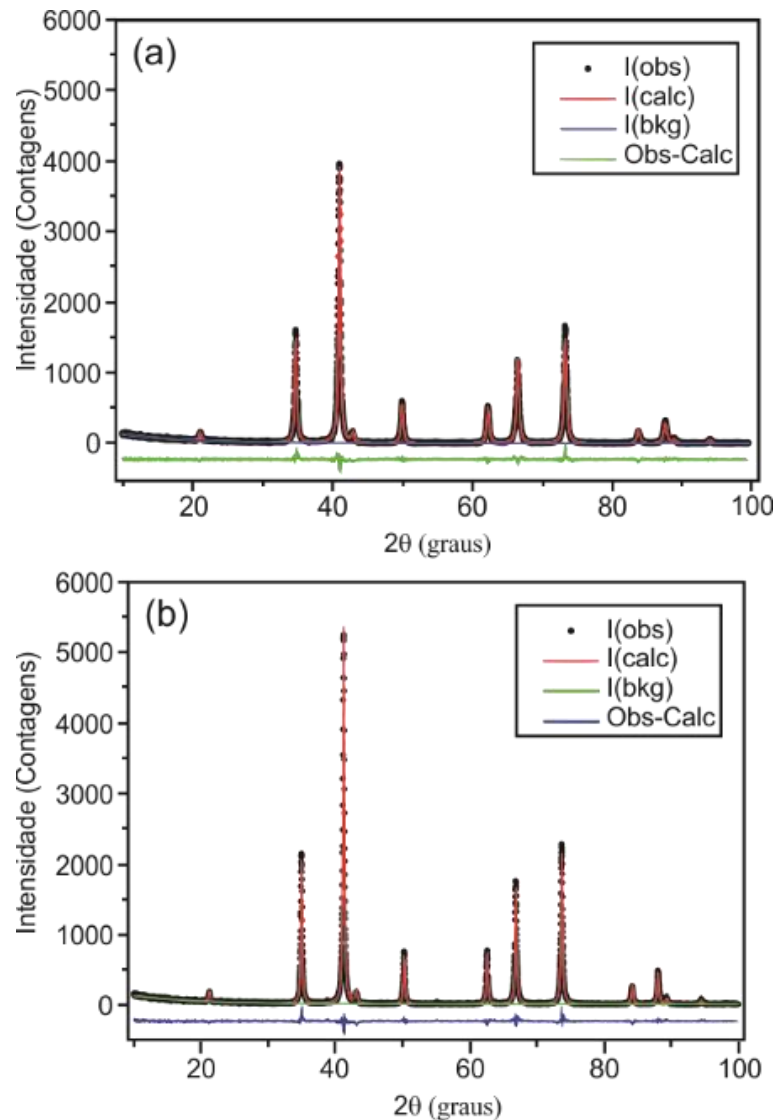 6000
(a)
I(obs)
I(calc)
I(bkg)
Obs-Calc
5000
4000
3000
2000
1000
0
Intensidade (Contagens)
20 40 60 80 100
2θ (graus)
6000
(b)
I(obs)
I(calc)
I(bkg)
Obs-Calc
5000
4000
3000
2000
1000
0
Intensidade (Contagens)
20 40 60 80 100
2θ (graus)